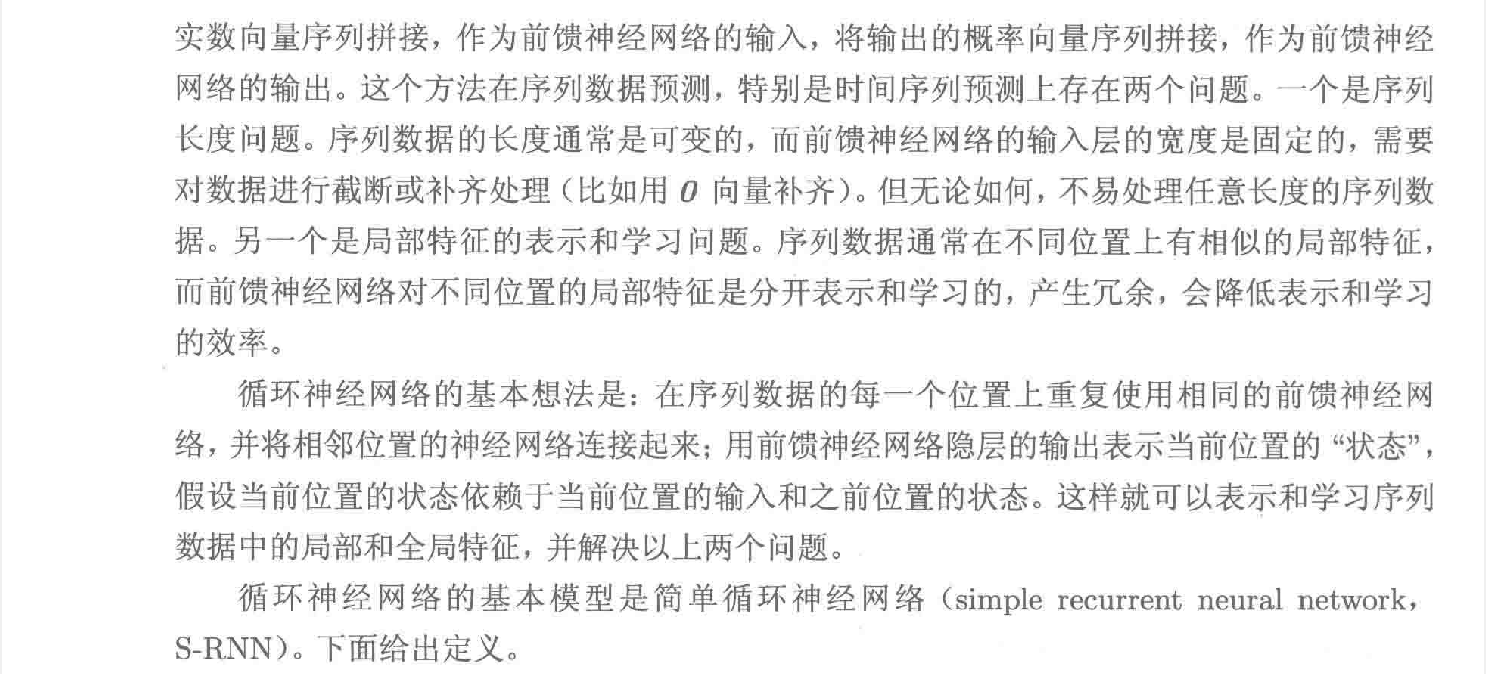 实数向量序列拼接，作为前馈神经网络的输入，将输出的概率向量序列拼接，作为前馈神经
网络的输出。这个方法在序列数据预测，特别是时间序列预测上存在两个问题。一个是序列
长度问题。序列数据的长度通常是可变的，而前馈神经网络的输入层的宽度是固定的，需要
对数据进行截断或补齐处理（比如用 0 向量补齐）。但无论如何，不易处理任意长度的序列数
据。另一个是局部特征的表示和学习问题。序列数据通常在不同位置上有相似的局部特征，
而前馈神经网络对不同位置的局部特征是分开表示和学习的，产生冗余，会降低表示和学习
的效率。
循环神经网络的基本想法是：在序列数据的每一个位置上重复使用相同的前馈神经网
络，并将相邻位置的神经网络连接起来；用前馈神经网络隐层的输出表示当前位置的“状态”，
假设当前位置的状态依赖于当前位置的输入和之前位置的状态。这样就可以表示和学习序列
数据中的局部和全局特征，并解决以上两个问题。
循环神经网络的基本模型是简单循环神经网络（simple recurrent neural network，
S-RNN）。下面给出定义。